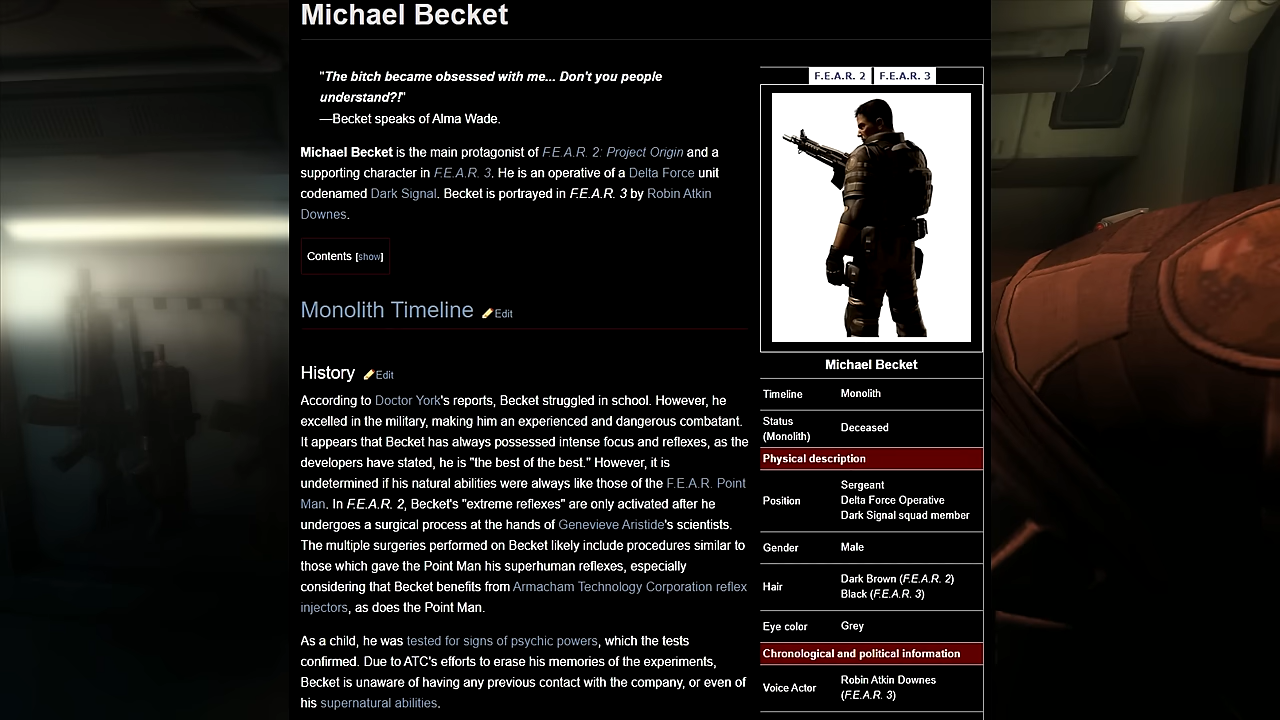 Michael Becket
"The bitch became obsessed with me... Don't you people
understand?!"
—Becket speaks of Alma Wade.
Michael Becket is the main protagonist of F.E.A.R. 2: Project Origin and a
supporting character in F.E.A.R. 3. He is an operative of a Delta Force unit
codenamed Dark Signal. Becket is portrayed in F.E.A.R. 3 by Robin Atkin
Downes.
Contents [show]
Monolith Timeline Edit
History Edit
According to Doctor York's reports, Becket struggled in school. However, he
excelled in the military, making him an experienced and dangerous combatant.
It appears that Becket has always possessed intense focus and reflexes, as the
developers have stated, he is "the best of the best." However, it is
undetermined if his natural abilities were always like those of the F.E.A.R. Point
Man. In F.E.A.R. 2, Becket's "extreme reflexes" are only activated after he
undergoes a surgical process at the hands of Genevieve Aristide's scientists.
The multiple surgeries performed on Becket likely include procedures similar to
those which gave the Point Man his superhuman reflexes, especially
considering that Becket benefits from Armacham Technology Corporation reflex
injectors, as does the Point Man.
As a child, he was tested for signs of psychic powers, which the tests
confirmed. Due to ATC's efforts to erase his memories of the experiments,
Becket is unaware of having any previous contact with the company, or even of
his supernatural abilities.
F.E.A.R. 2 F.E.A.R. 3
Michael Becket
Timeline Monolith
Status
(Monolith) Deceased
Physical description
Position Sergeant
Delta Force Operative
Dark Signal squad member
Gender Male
Hair Dark Brown (F.E.A.R. 2)
Black (F.E.A.R. 3)
Eye color Grey
Chronological and political information
Voice Actor Robin Atkin Downes
(F.E.A.R. 3)